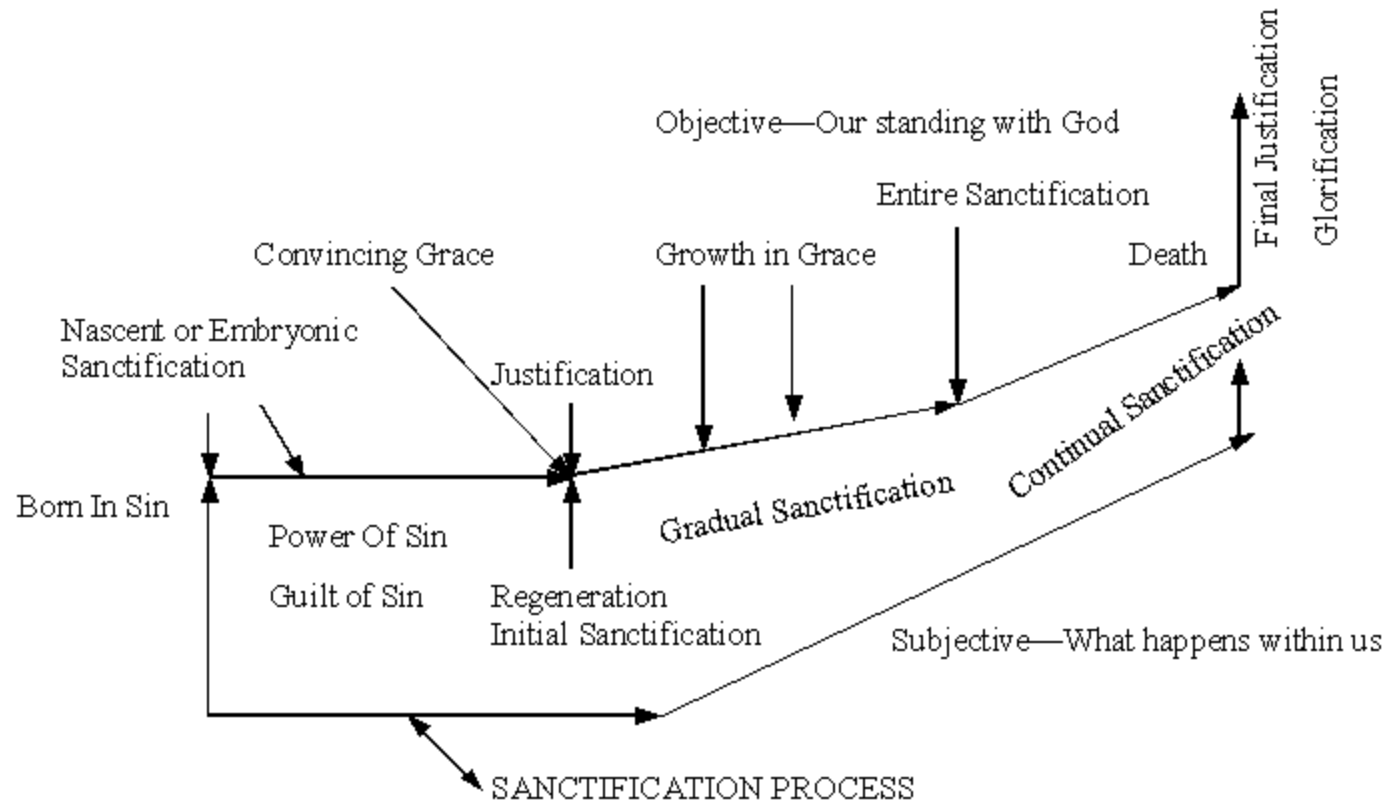 Final Justification
Glorification
Objective—Our standing with God
Entire Sanctification
Convincing Grace
Growth in Grace
Death
Nascent or Embryonic
Sanctification
Justification
Continual Sanctification
Born In Sin
Gradual Sanctification
Power Of Sin
Guilt of Sin
Regeneration
Initial Sanctification
Subjective—What happens within us
SANCTIFICATION PROCESS